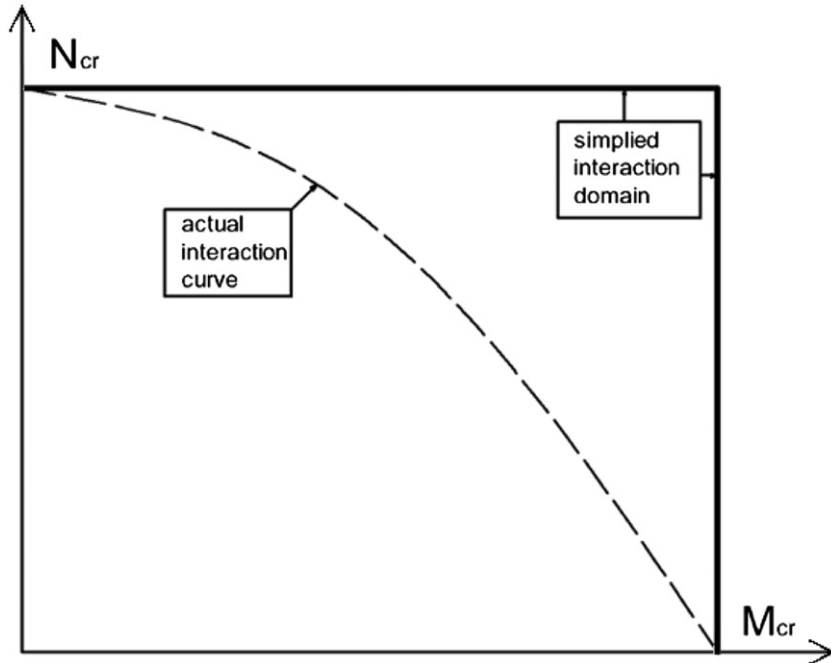 Ncr
simplied
interaction
domain
actual
interaction
curve
Mcr